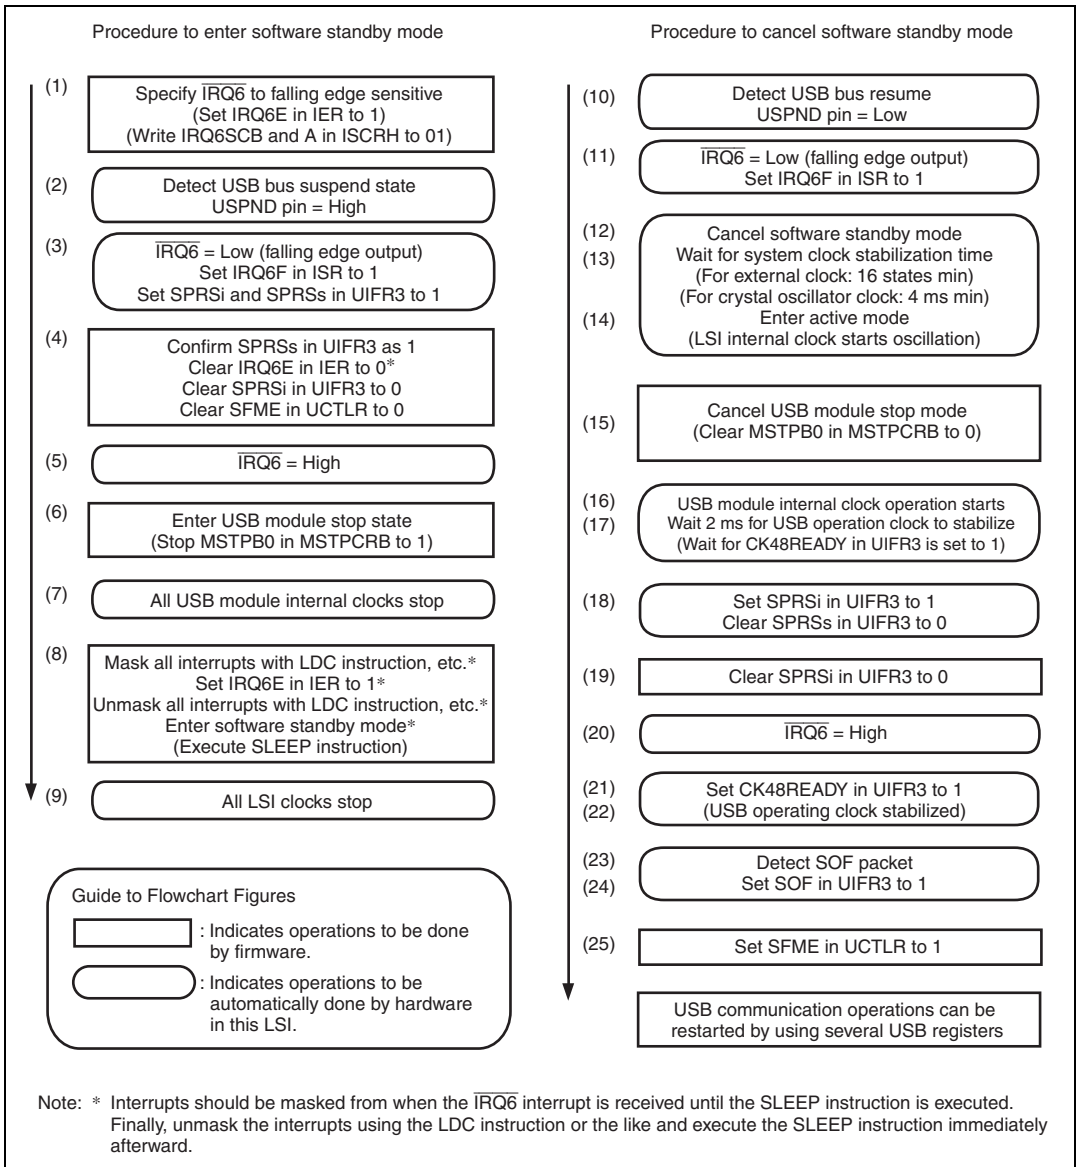 Procedure to enter software standby mode
(1)
Specify IRQ6 to falling edge sensitive
(Set IRQ6E in IER to 1)
(Write IRQ6SCB and A in ISCRH to 01)
(2)
Detect USB bus suspend state
USPND pin = High
(3)
IRQ6 = Low (falling edge output)
Set IRQ6F in ISR to 1
Set SPRSi and SPRSs in UIFR3 to 1
(4)
Confirm SPRSs in UIFR3 as 1
Clear IRQ6E in IER to 0*
Clear SPRSi in UIFR3 to 0
Clear SFME in UCTLR to 0
(5)
IRQ6 = High
(6)
Enter USB module stop state
(Stop MSTPB0 in MSTPCRB to 1)
(7)
All USB module internal clocks stop
(8)
Mask all interrupts with LDC instruction, etc.*
Set IRQ6E in IER to 1*
Unmask all interrupts with LDC instruction, etc.*
Enter software standby mode*
(Execute SLEEP instruction)
(9)
All LSI clocks stop
Guide to Flowchart Figures
: Indicates operations to be done
by firmware.
: Indicates operations to be
automatically done by hardware
in this LSI.
Procedure to cancel software standby mode
(10)
Detect USB bus resume
USPND pin = Low
(11)
IRQ6 = Low (falling edge output)
Set IRQ6F in ISR to 1
(12)
Cancel software standby mode
(13)
Wait for system clock stabilization time
(For external clock: 16 states min)
(For crystal oscillator clock: 4 ms min)
(14)
Enter active mode
(LSI internal clock starts oscillation)
(15)
Cancel USB module stop mode
(Clear MSTPB0 in MSTPCRB to 0)
(16)
USB module internal clock operation starts
(17)
Wait 2 ms for USB operation clock to stabilize
(Wait for CK48READY in UIFR3 is set to 1)
(18)
Set SPRSi in UIFR3 to 1
Clear SPRSs in UIFR3 to 0
(19)
Clear SPRSi in UIFR3 to 0
(20)
IRQ6 = High
(21)
Set CK48READY in UIFR3 to 1
(22)
(USB operating clock stabilized)
(23)
Detect SOF packet
(24)
Set SOF in UIFR3 to 1
(25)
Set SFME in UCTLR to 1
USB communication operations can be
restarted by using several USB registers
Note: * Interrupts should be masked from when the IRQ6 interrupt is received until the SLEEP instruction is executed.
Finally, unmask the interrupts using the LDC instruction or the like and execute the SLEEP instruction immediately
afterward.